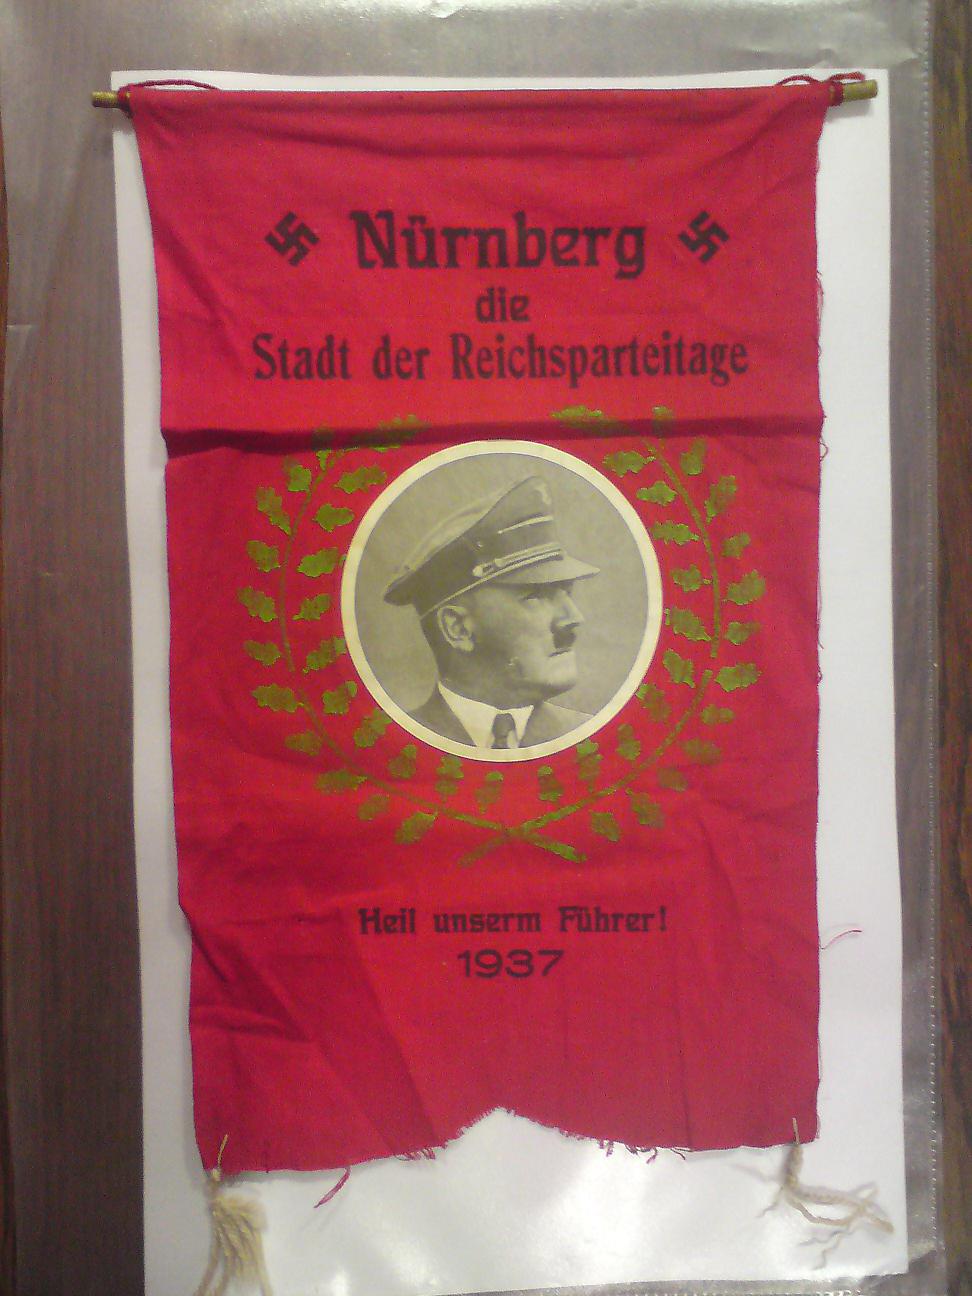 Nürnberg
die
Stadt der Reichsparteitage
Heil unserm Führer!
1937